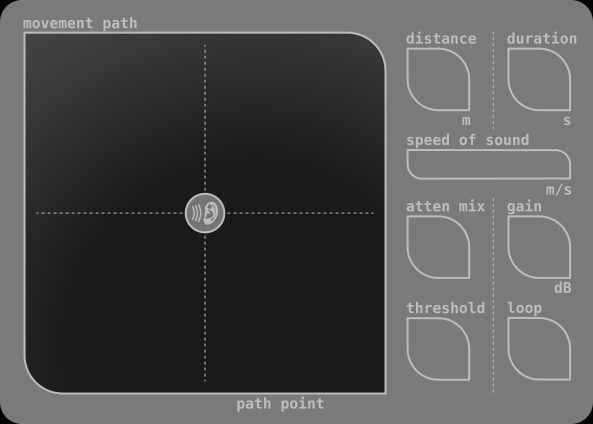 movement path
distance
duration
m
s
speed of sound
m/s
atten mix
gain
dB
threshold
loop
path point